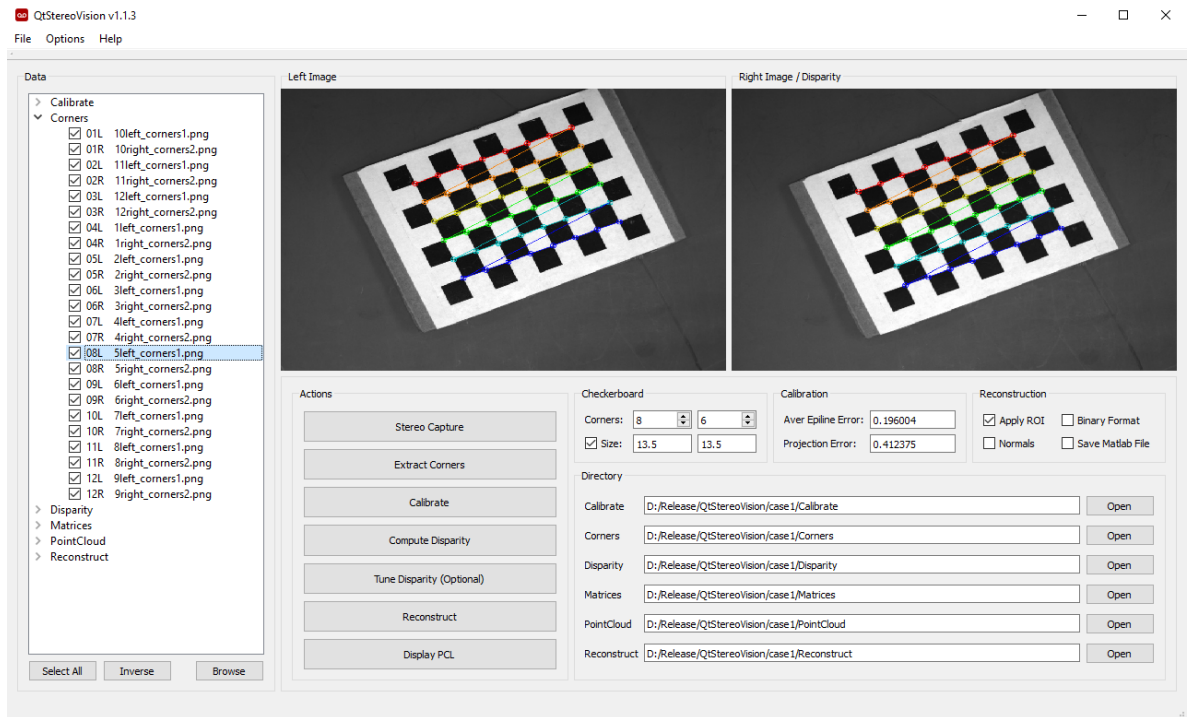 QtStereoVision v1.1.3
File Options Help
Data
Calibrate
Corners
01L 10left_corners1.png
01R 10right_corners2.png
02L 11left_corners1.png
02R 11right_corners2.png
03L 12left_corners1.png
03R 12right_corners2.png
04L 1left_corners1.png
04R 1right_corners2.png
05L 2left_corners1.png
05R 2right_corners2.png
06L 3left_corners1.png
06R 3right_corners2.png
07L 4left_corners1.png
07R 4right_corners2.png
08L 5left_corners1.png
08R 5right_corners2.png
09L 6left_corners1.png
09R 6right_corners2.png
10L 7left_corners1.png
10R 7right_corners2.png
11L 8left_corners1.png
11R 8right_corners2.png
12L 9left_corners1.png
12R 9right_corners2.png
Disparity
Matrices
PointCloud
Reconstruct
Select All Inverse Browse
Left Image
Right Image / Disparity
Actions
Stereo Capture
Extract Corners
Calibrate
Compute Disparity
Tune Disparity (Optional)
Reconstruct
Display PCL
Checkerboard
Corners: 8 6
Size: 13.5 13.5
Calibration
Aver Epiline Error: 0.196004
Projection Error: 0.412375
Reconstruction
Apply ROI Binary Format
Normals Save Matlab File
Directory
Calibrate D:/Release/QtStereoVision/case1/Calibrate Open
Corners D:/Release/QtStereoVision/case1/Corners Open
Disparity D:/Release/QtStereoVision/case1/Disparity Open
Matrices D:/Release/QtStereoVision/case1/Matrices Open
PointCloud D:/Release/QtStereoVision/case1/PointCloud Open
Reconstruct D:/Release/QtStereoVision/case1/Reconstruct Open